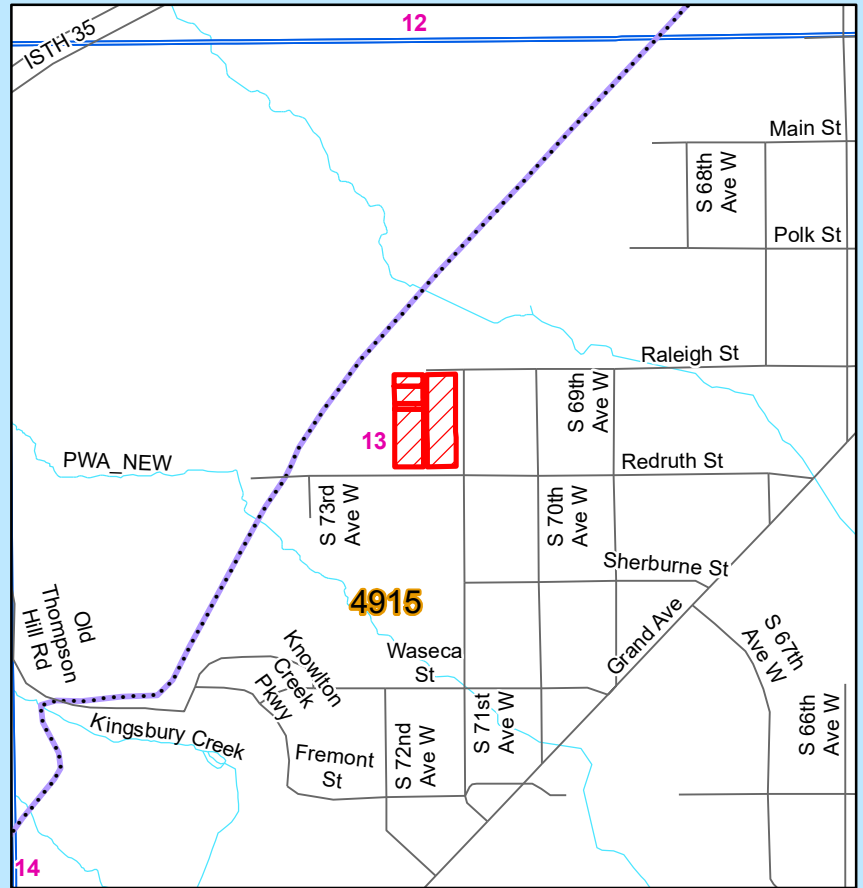 12
ISTH 35
Main St
S 68th
Ave W
Polk St
Raleigh St
S 69th
Ave W
13
PWA_NEW
Redruth St
S 73rd
Ave W
S 70th
Ave W
Sherburne St
4915
Old
Thompson
Hill Rd
Waseca
St
Grand Ave
S 67th
Ave W
Knowlton
Creek
Pkwy
Kingsbury Creek
Fremont
St
S 72nd
Ave W
S 71st
Ave W
S 66th
Ave W
14